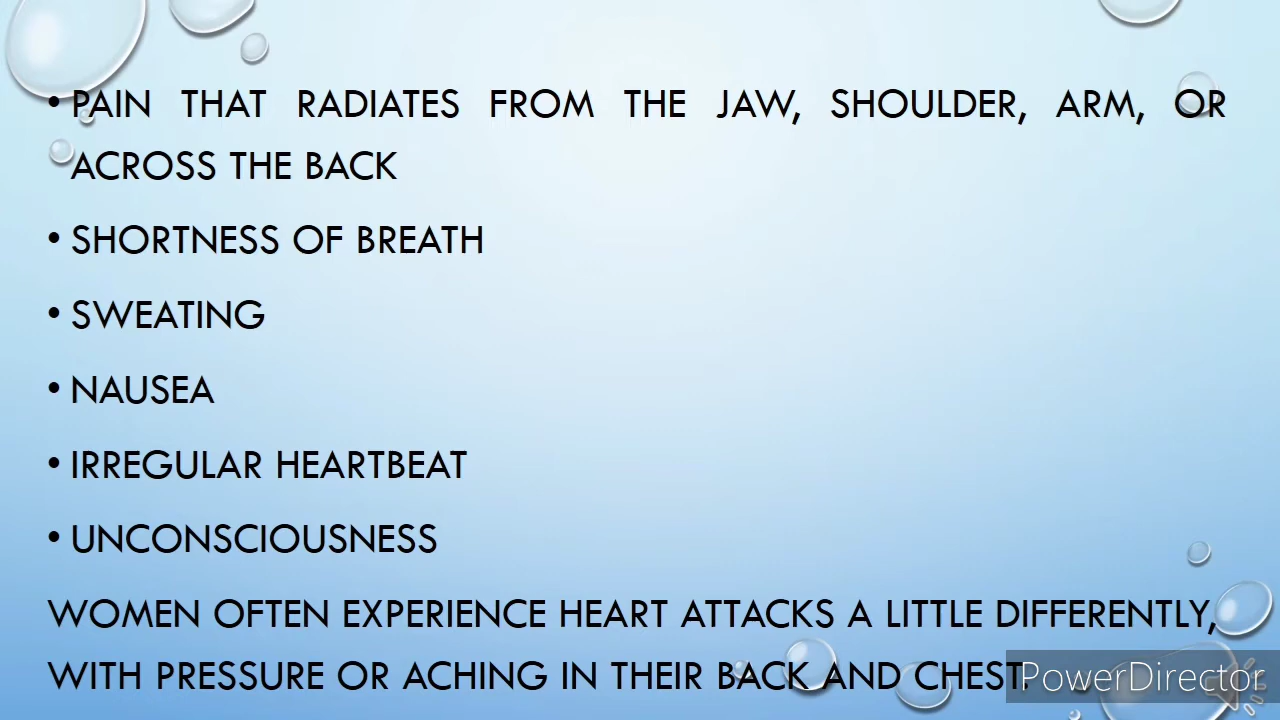 • PAIN THAT RADIATES FROM THE JAW, SHOULDER, ARM, OR
ACROSS THE BACK
• SHORTNESS OF BREATH
• SWEATING
• NAUSEA
• IRREGULAR HEARTBEAT
• UNCONSCIOUSNESS
WOMEN OFTEN EXPERIENCE HEART ATTACKS A LITTLE DIFFERENTLY,
WITH PRESSURE OR ACHING IN THEIR BACK AND CHEST.
PowerDirector